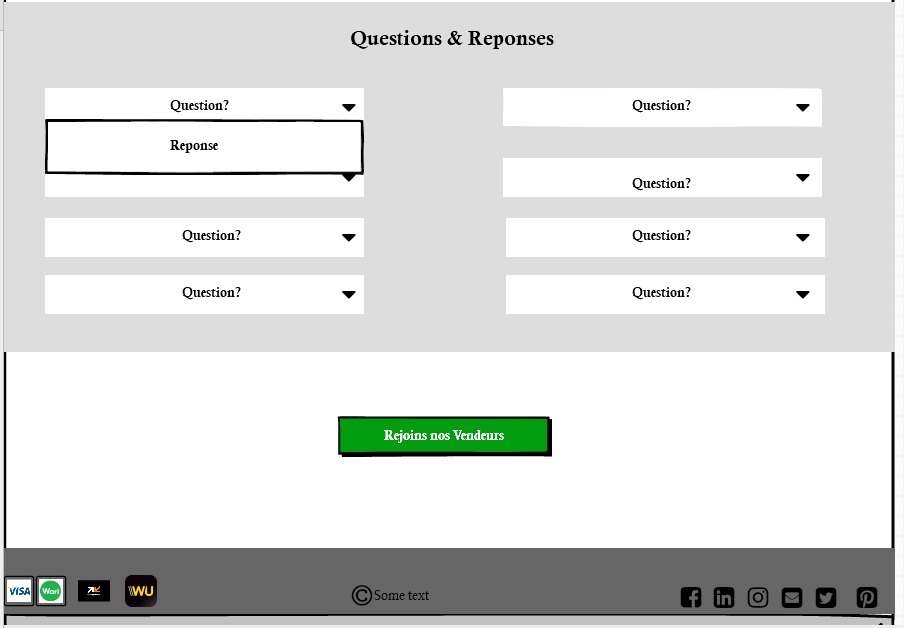 Questions & Reponses
Question?
Question?
Reponse
Question?
Question?
Question?
Question?
Question?
Rejoins nos Vendeurs
VISA
Wari
WU
© Some text